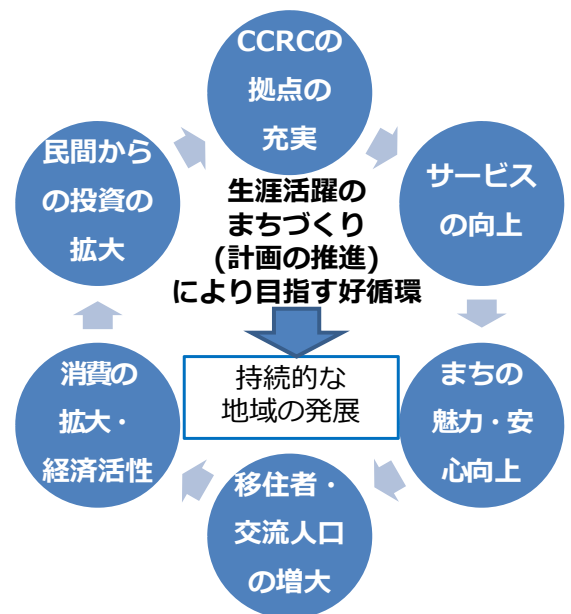 CCRCの
拠点の
充実
サービス
の向上
まちの
魅力・安
心向上
移住者・
交流人口
の増大
消費の
拡大・
経済活性
民間から
の投資の
拡大
生涯活躍の
まちづくり
(計画の推進)
により目指す好循環
持続的な
地域の発展